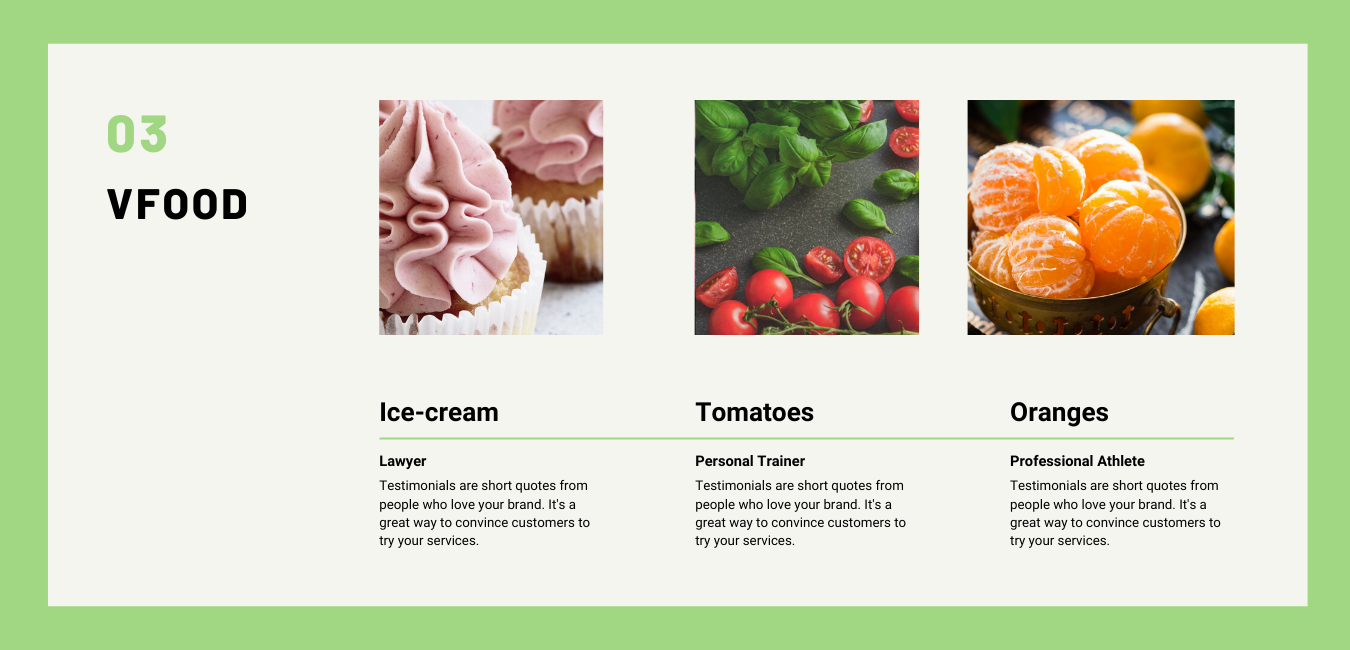 03
VFOOD
Ice-cream
Lawyer
Testimonials are short quotes from
people who love your brand. It's a
great way to convince customers to
try your services.
Tomatoes
Personal Trainer
Testimonials are short quotes from
people who love your brand. It's a
great way to convince customers to
try your services.
Oranges
Professional Athlete
Testimonials are short quotes from
people who love your brand. It's a
great way to convince customers to
try your services.